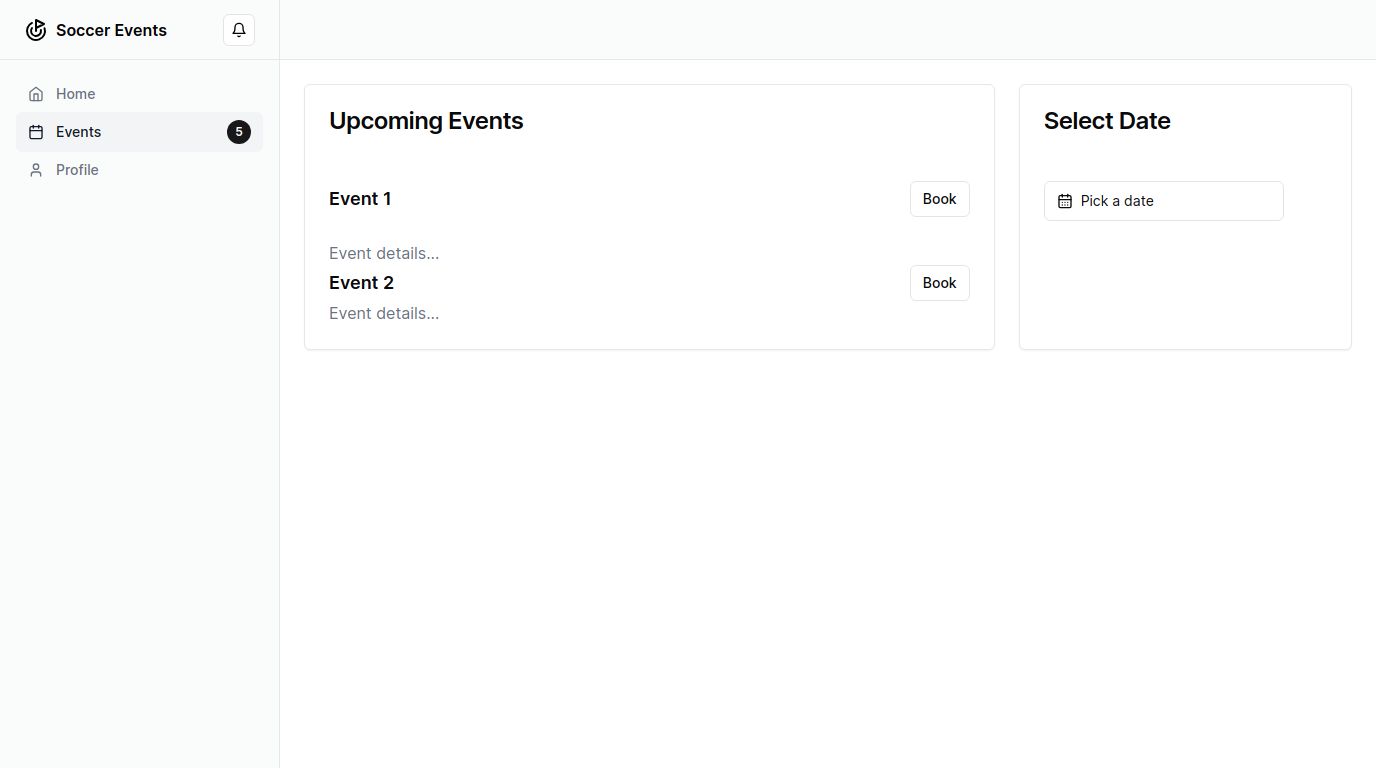 Soccer Events
Home
Events
5
Profile
Upcoming Events
Event 1
Book
Event details...
Event 2
Book
Event details...
Select Date
Pick a date